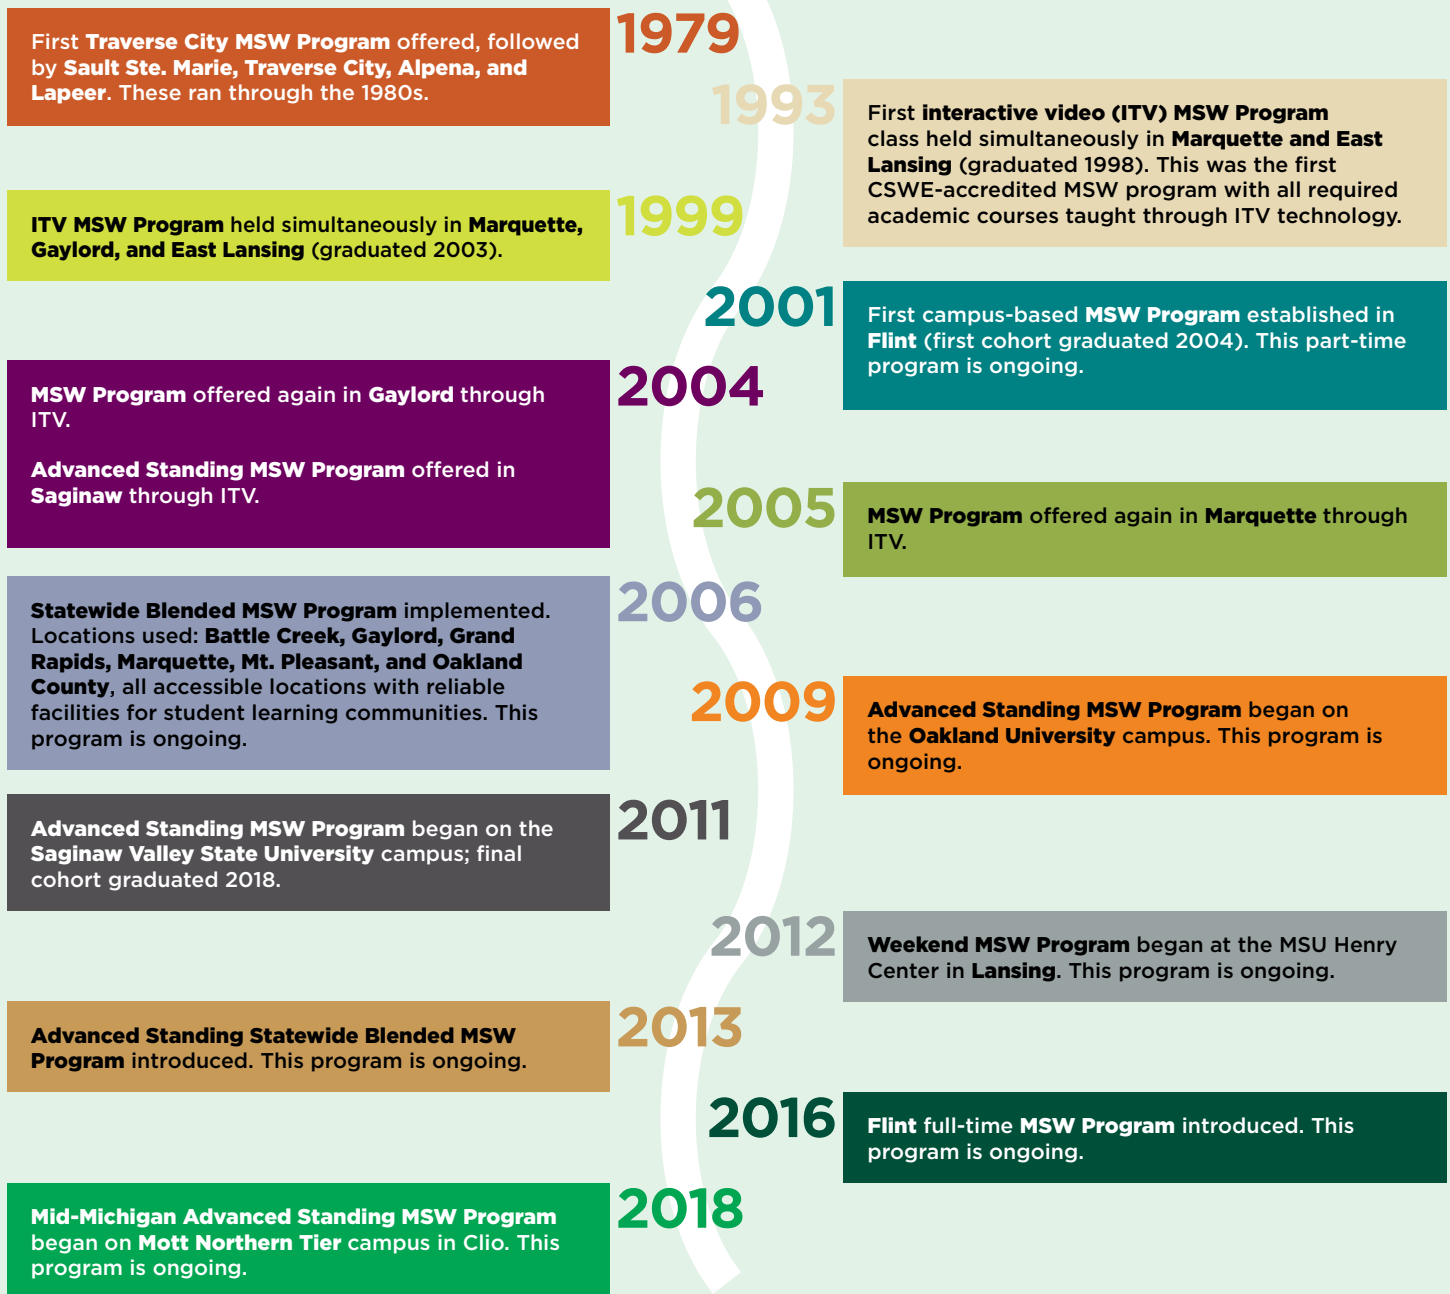 1979
First Traverse City MSW Program offered, followed
by Sault Ste. Marie, Traverse City, Alpena, and
Lapeer. These ran through the 1980s.
1993
First interactive video (ITV) MSW Program
class held simultaneously in Marquette and East
Lansing (graduated 1998). This was the first
CSWE-accredited MSW program with all required
academic courses taught through ITV technology.
1999
ITV MSW Program held simultaneously in Marquette,
Gaylord, and East Lansing (graduated 2003).
2001
First campus-based MSW Program established in
Flint (first cohort graduated 2004). This part-time
program is ongoing.
2004
MSW Program offered again in Gaylord through
ITV.
Advanced Standing MSW Program offered in
Saginaw through ITV.
2005
MSW Program offered again in Marquette through
ITV.
2006
Statewide Blended MSW Program implemented.
Locations used: Battle Creek, Gaylord, Grand
Rapids, Marquette, Mt. Pleasant, and Oakland
County, all accessible locations with reliable
facilities for student learning communities. This
program is ongoing.
2009
Advanced Standing MSW Program began on
the Oakland University campus. This program is
ongoing.
2011
Advanced Standing MSW Program began on the
Saginaw Valley State University campus; final
cohort graduated 2018.
2012
Weekend MSW Program began at the MSU Henry
Center in Lansing. This program is ongoing.
2013
Advanced Standing Statewide Blended MSW
Program introduced. This program is ongoing.
2016
Flint full-time MSW Program introduced. This
program is ongoing.
2018
Mid-Michigan Advanced Standing MSW Program
began on Mott Northern Tier campus in Clio. This
program is ongoing.